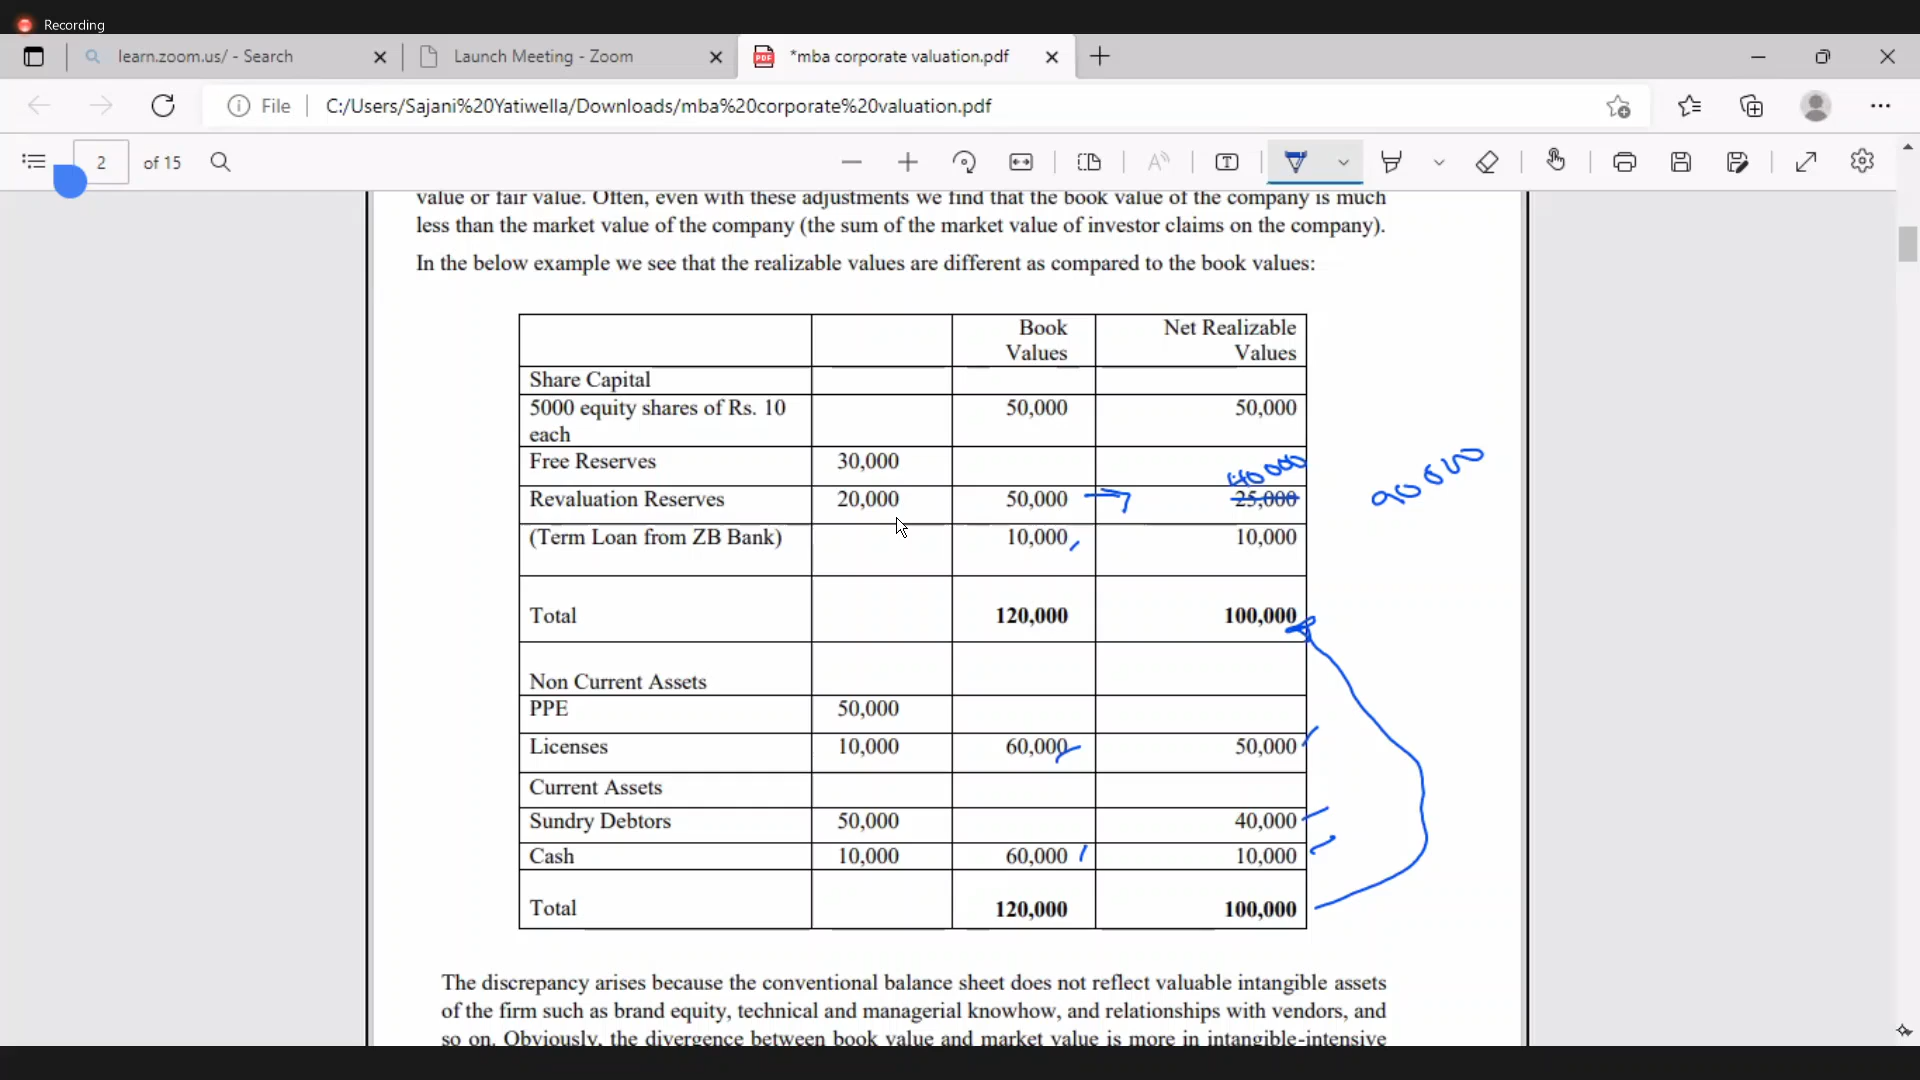 Recording
learn.zoom.us/ - Search
Launch Meeting - Zoom
*mba corporate valuation.pdf
File C:/Users/Sajani%20Yatiwella/Downloads/mba%20corporate%20valuation.pdf
2 of 15
value or fair value. Often, even with these adjustments we find that the book value of the company is much
less than the market value of the company (the sum of the market value of investor claims on the company).
In the below example we see that the realizable values are different as compared to the book values:
Book Net Realizable
Values Values
Share Capital
5000 equity shares of Rs. 10 50,000 50,000
each
Free Reserves 30,000
40000 90000
Revaluation Reserves 20,000 50,000 25,000
(Term Loan from ZB Bank) 10,000 10,000
Total 120,000 100,000
Non Current Assets
PPE 50,000
Licenses 10,000 60,000 50,000
Current Assets
Sundry Debtors 50,000 40,000
Cash 10,000 60,000 10,000
Total 120,000 100,000
The discrepancy arises because the conventional balance sheet does not reflect valuable intangible assets
of the firm such as brand equity, technical and managerial knowhow, and relationships with vendors, and
so on. Obviously, the divergence between book value and market value is more in intangible-intensive